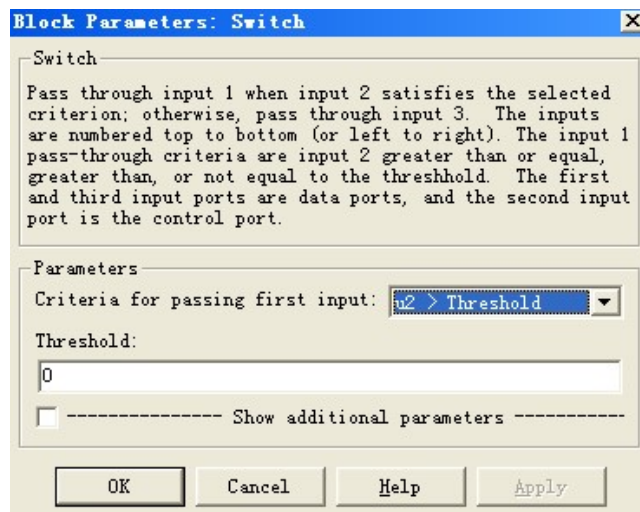 Block Parameters: Switch
Switch
Pass through input 1 when input 2 satisfies the selected
criterion; otherwise, pass through input 3.  The inputs
are numbered top to bottom (or left to right). The input 1
pass-through criteria are input 2 greater than or equal,
greater than, or not equal to the threshhold.  The first
and third input ports are data ports, and the second input
port is the control port.
Parameters
Criteria for passing first input: u2 > Threshold
Threshold:
0
--------------- Show additional parameters -----------
OK Cancel Help Apply